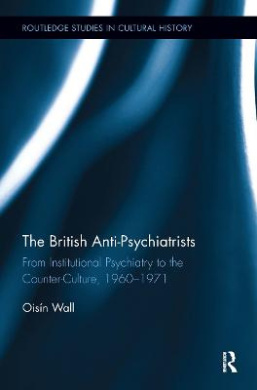 ROUTLEDGE STUDIES IN CULTURAL HISTORY
The British Anti-Psychiatrists
From Institutional Psychiatry to the
Counter-Culture, 1960–1971
Oisín Wall
R